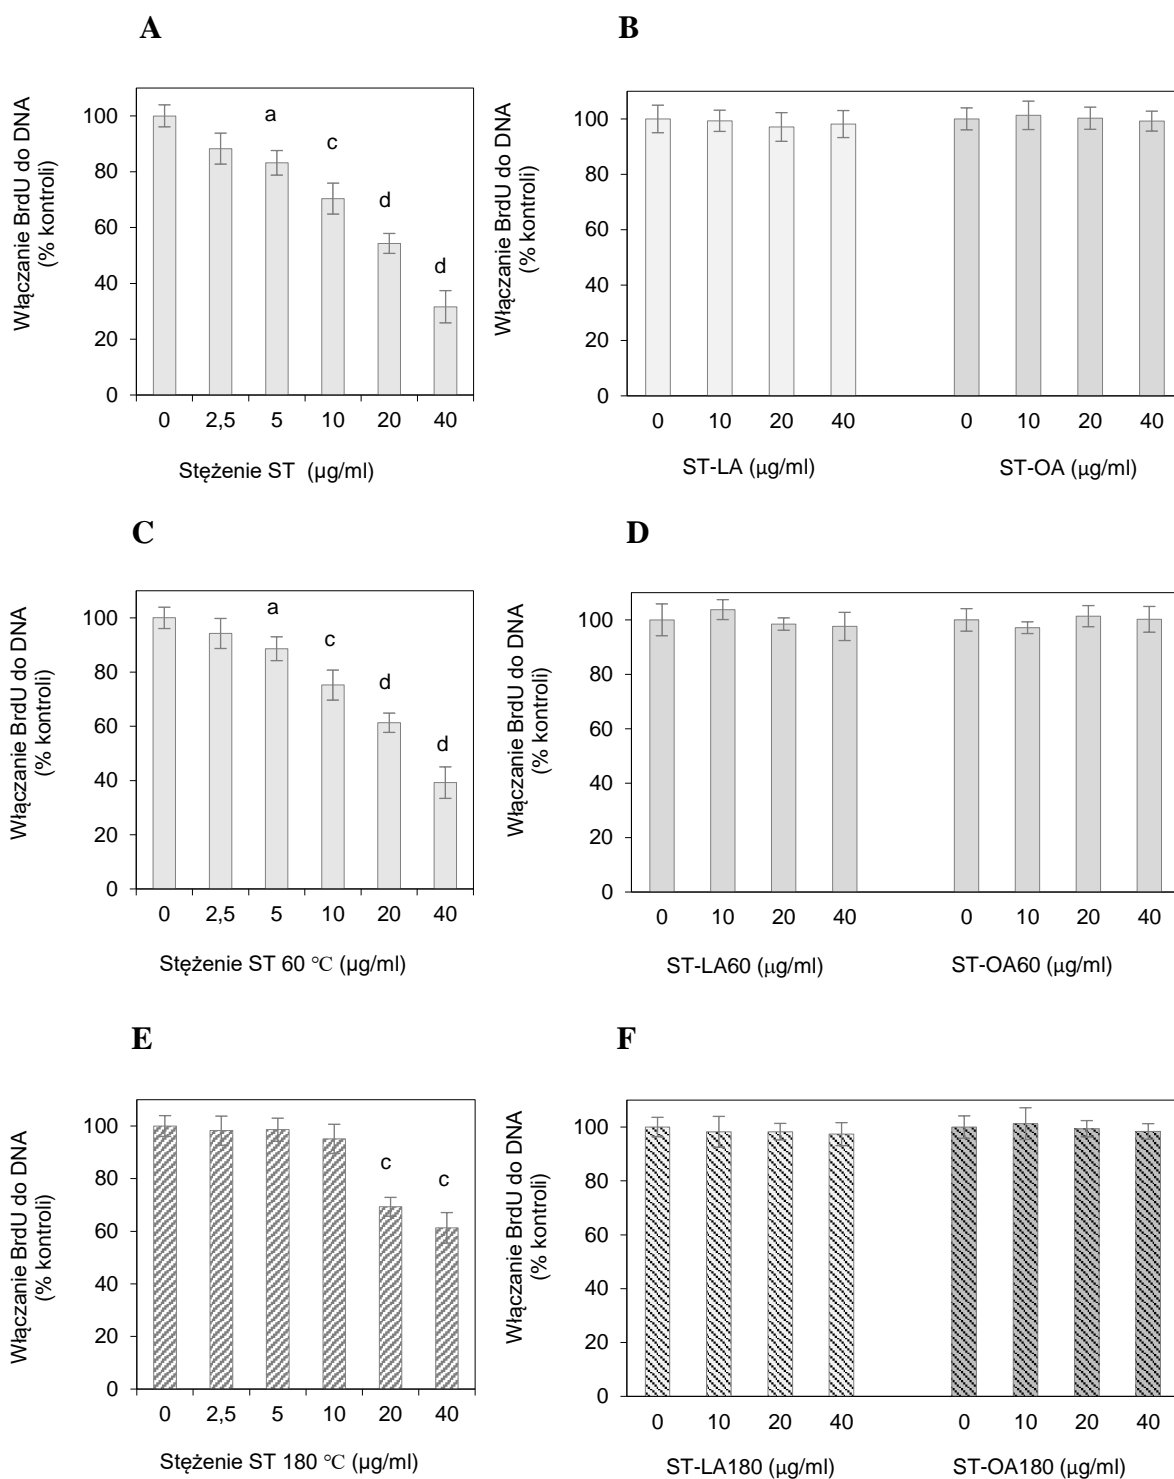 A
Włączanie BrdU do DNA
(% kontroli)
100
80
60
40
20
0
a
c
d
d
0 2,5 5 10 20 40
Stężenie ST (µg/ml)
B
Włączanie BrdU do DNA
(% kontroli)
100
80
60
40
20
0
0 10 20 40 0 10 20 40
ST-LA (µg/ml) ST-OA (µg/ml)
C
Włączanie BrdU do DNA
(% kontroli)
100
80
60
40
20
0
a
c
d
d
0 2,5 5 10 20 40
Stężenie ST 60 °C (µg/ml)
D
Włączanie BrdU do DNA
(% kontroli)
100
80
60
40
20
0
0 10 20 40 0 10 20 40
ST-LA60 (µg/ml) ST-OA60 (µg/ml)
E
Włączanie BrdU do DNA
(% kontroli)
100
80
60
40
20
0
c
c
0 2,5 5 10 20 40
Stężenie ST 180 °C (µg/ml)
F
Włączanie BrdU do DNA
(% kontroli)
100
80
60
40
20
0
0 10 20 40 0 10 20 40
ST-LA180 (µg/ml) ST-OA180 (µg/ml)